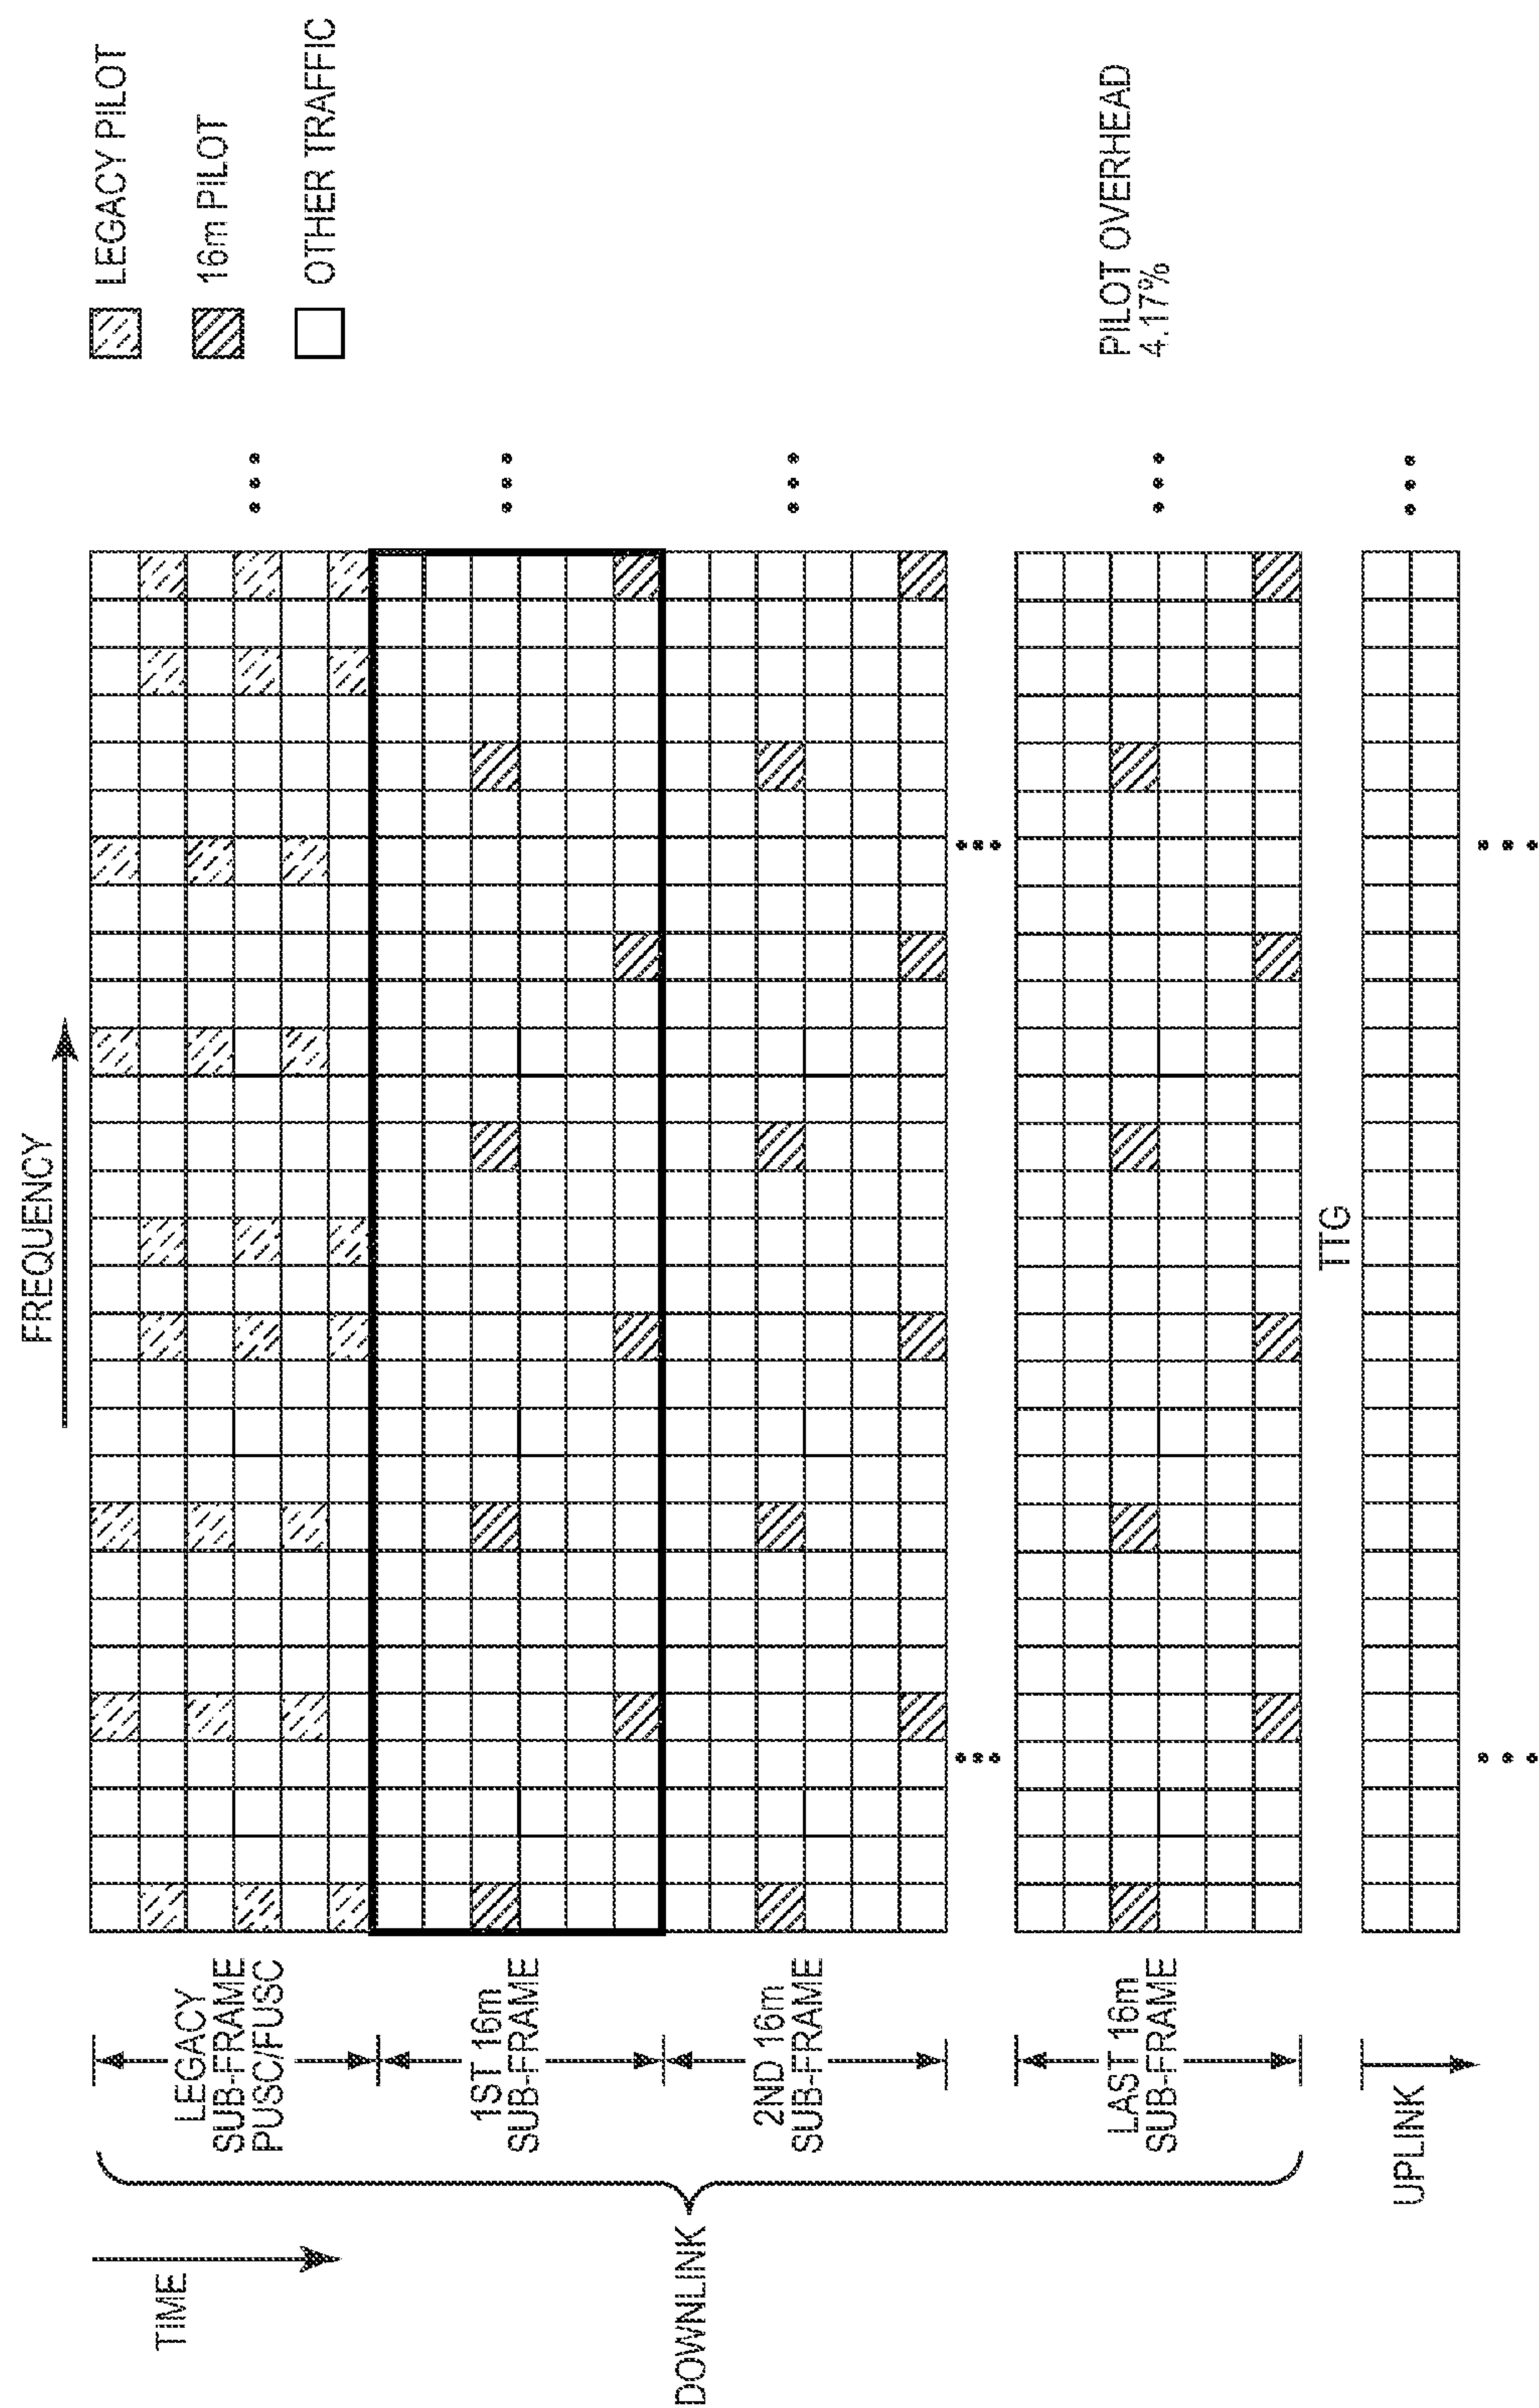 FREQUENCY
LEGACY PILOT
16m PILOT
OTHER TRAFFIC
TIME
DOWNLINK
LEGACY
SUB-FRAME
PUSC/FUSC
1ST 16m
SUB-FRAME
2ND 16m
SUB-FRAME
LAST 16m
SUB-FRAME
PILOT OVERHEAD
4.17%
TTG
UPLINK